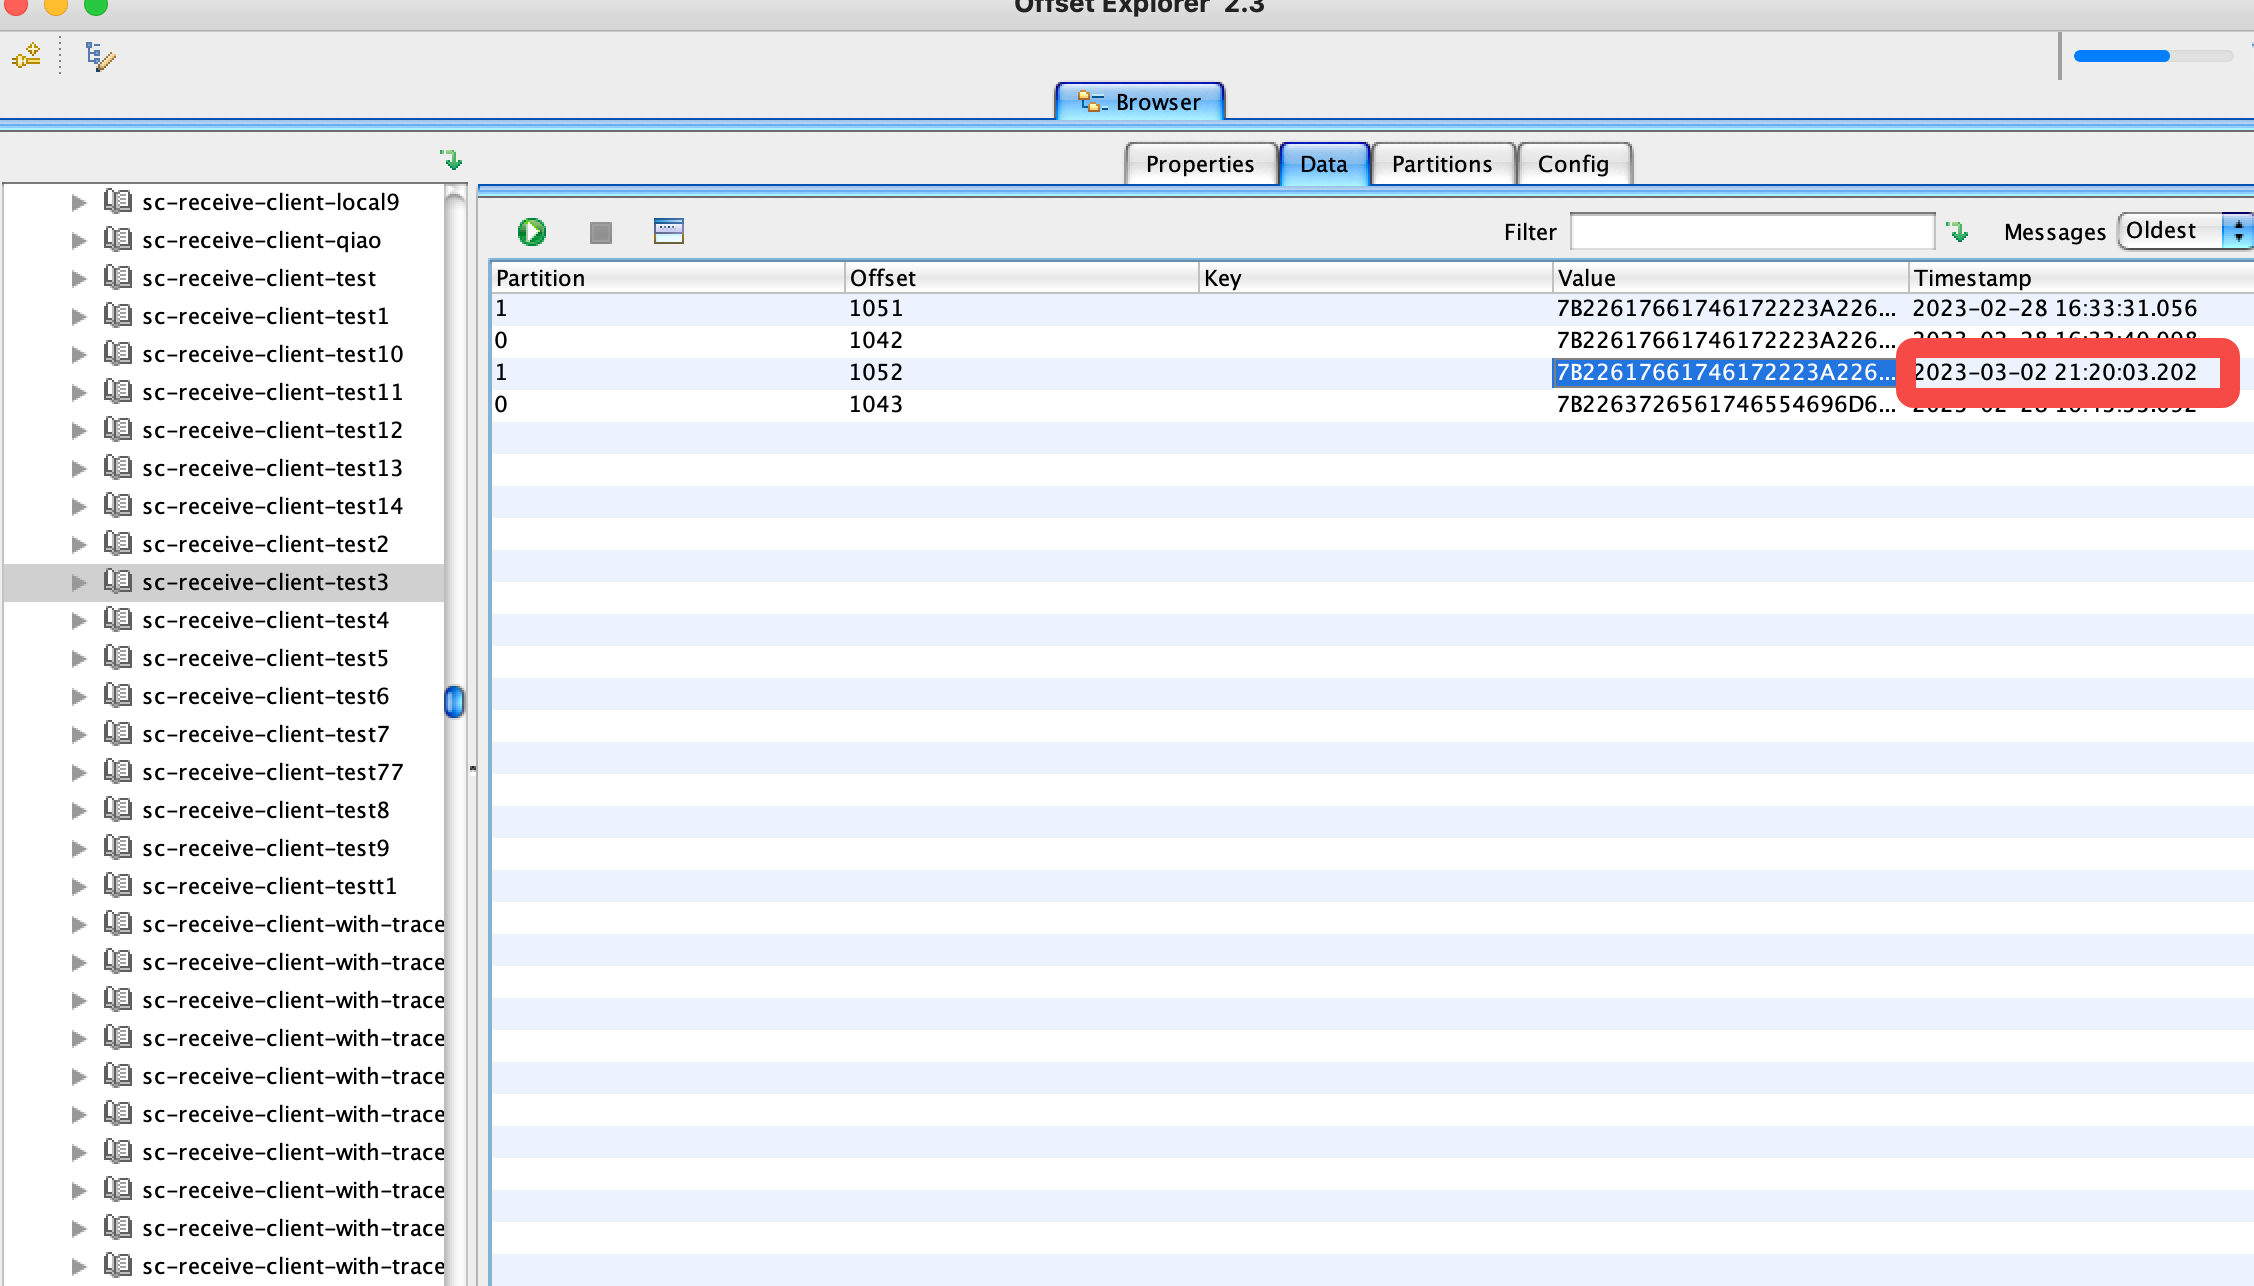 Offset Explorer 2.3
Browser
Properties Data Partitions Config
Filter Messages Oldest
Partition Offset Key Value Timestamp
1 1051 7B22617661746172223A226... 2023-02-28 16:33:31.056
0 1042 7B22617661746172223A226...
1 1052 7B22617661746172223A226... 2023-03-02 21:20:03.202
0 1043 7B2263726561746554696D6...
sc-receive-client-local9
sc-receive-client-qiao
sc-receive-client-test
sc-receive-client-test1
sc-receive-client-test10
sc-receive-client-test11
sc-receive-client-test12
sc-receive-client-test13
sc-receive-client-test14
sc-receive-client-test2
sc-receive-client-test3
sc-receive-client-test4
sc-receive-client-test5
sc-receive-client-test6
sc-receive-client-test7
sc-receive-client-test77
sc-receive-client-test8
sc-receive-client-test9
sc-receive-client-testt1
sc-receive-client-with-trace
sc-receive-client-with-trace
sc-receive-client-with-trace
sc-receive-client-with-trace
sc-receive-client-with-trace
sc-receive-client-with-trace
sc-receive-client-with-trace
sc-receive-client-with-trace
sc-receive-client-with-trace
sc-receive-client-with-trace